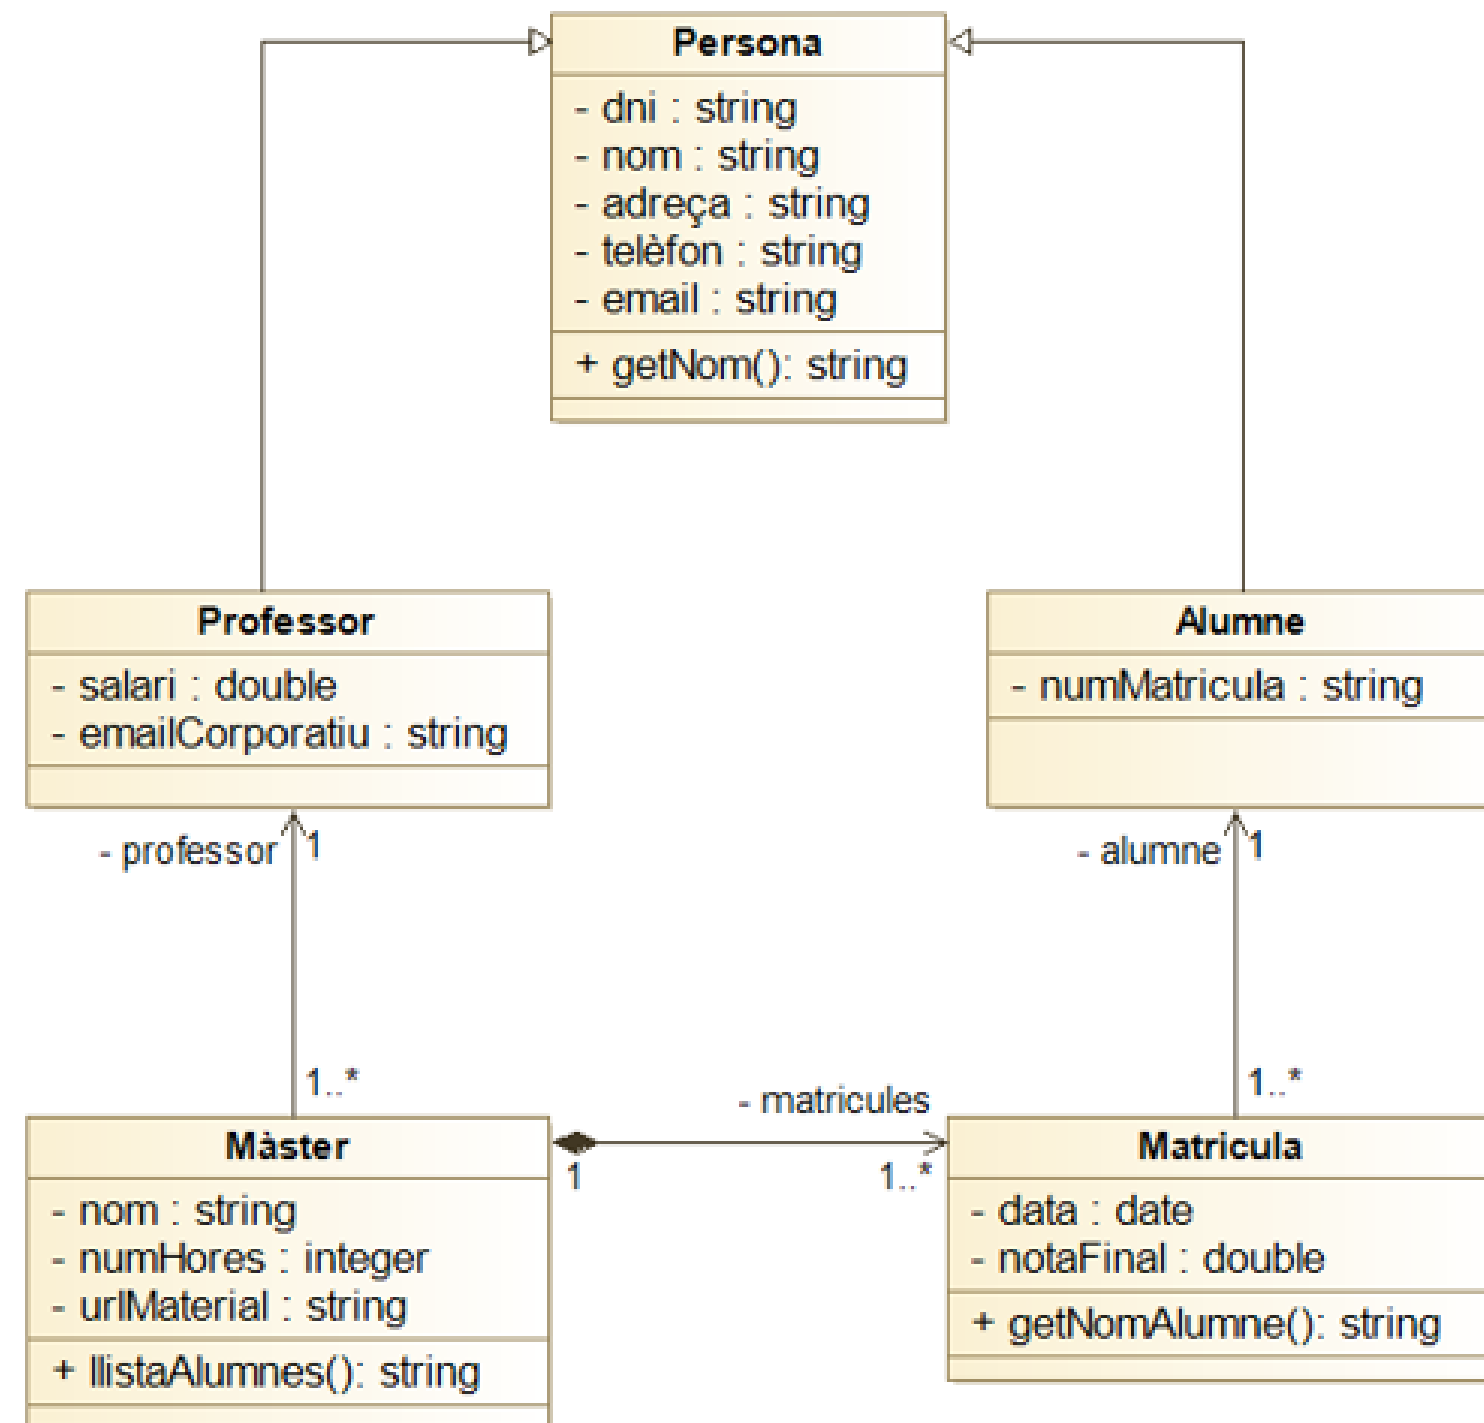 Persona
- dni : string
- nom : string
- adreça : string
- telèfon : string
- email : string
+ getNom(): string
Professor
- salari : double
- emailCorporatiu : string
Alumne
- numMatricula : string
- professor
1
- alumne
1
1..*
1..*
- matricules
1
1..*
Màster
- nom : string
- numHores : integer
- urlMaterial : string
+ llistaAlumnes(): string
Matricula
- data : date
- notaFinal : double
+ getNomAlumne(): string